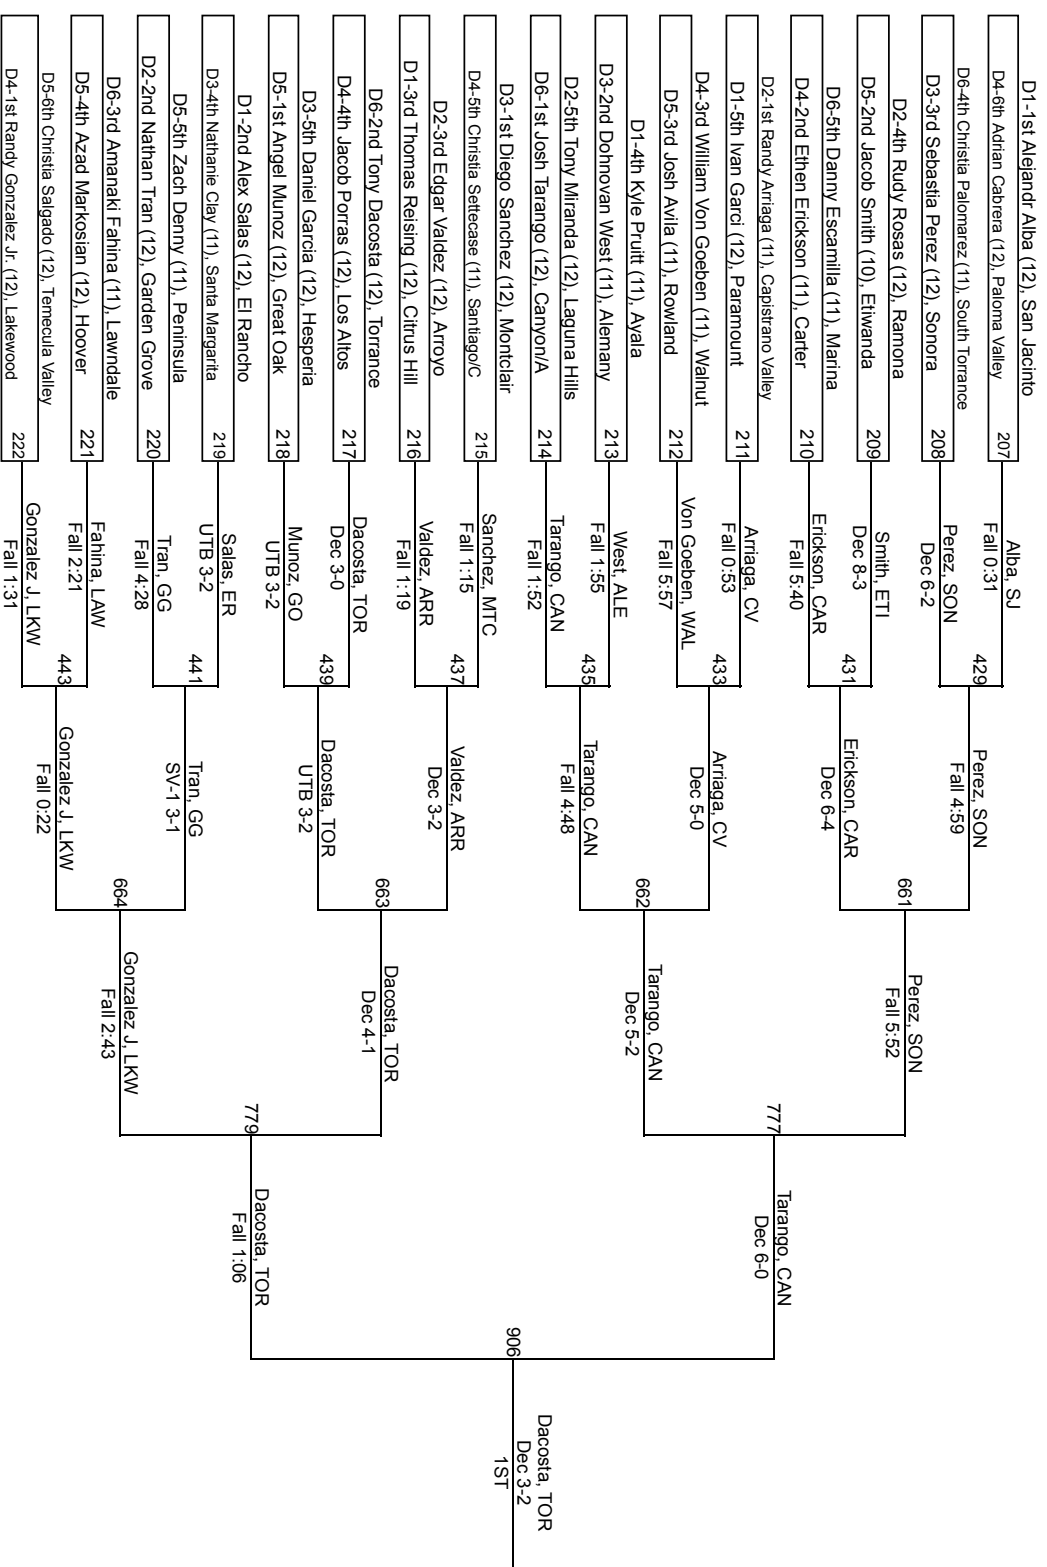 D1-1st Alejandr Alba (12), San Jacinto
207
D4-6th Adrian Cabrera (12), Paloma Valley
D6-4th Christia Palomarez (11), South Torrance
208
D3-3rd Sebastia Perez (12), Sonora
D2-4th Rudy Rosas (12), Ramona
209
D5-2nd Jacob Smith (10), Etiwanda
D6-5th Danny Escamilla (11), Marina
210
D4-2nd Ethen Erickson (11), Carter
D2-1st Randy Arriaga (11), Capistrano Valley
211
D1-5th Ivan Garci (12), Paramount
D4-3rd William Von Goeben (11), Walnut
212
D5-3rd Josh Avila (11), Rowland
D1-4th Kyle Pruitt (11), Ayala
213
D3-2nd Dohnovan West (11), Alemany
D2-5th Tony Miranda (12), Laguna Hills
214
D6-1st Josh Tarango (12), Canyon/A
D3-1st Diego Sanchez (12), Montclair
215
D4-5th Christia Settecase (11), Santiago/C
D2-3rd Edgar Valdez (12), Arroyo
216
D1-3rd Thomas Reising (12), Citrus Hill
D6-2nd Tony Dacosta (12), Torrance
217
D4-4th Jacob Porras (12), Los Altos
D3-5th Daniel Garcia (12), Hesperia
218
D5-1st Angel Munoz (12), Great Oak
D1-2nd Alex Salas (12), El Rancho
219
D3-4th Nathanie Clay (11), Santa Margarita
D5-5th Zach Denny (11), Peninsula
220
D2-2nd Nathan Tran (12), Garden Grove
D6-3rd Amanaki Fahina (11), Lawndale
221
D5-4th Azad Markosian (12), Hoover
D5-6th Christia Salgado (12), Temecula Valley
222
D4-1st Randy Gonzalez Jr. (12), Lakewood
Alba, SJ
Fall 0:31
429
Perez, SON
Dec 6-2
Smith, ETI
Dec 8-3
431
Erickson, CAR
Fall 5:40
Arriaga, CV
Fall 0:53
433
Von Goeben, WAL
Fall 5:57
West, ALE
Fall 1:55
435
Tarango, CAN
Fall 1:52
Sanchez, MTC
Fall 1:15
437
Valdez, ARR
Fall 1:19
Dacosta, TOR
Dec 3-0
439
Munoz, GO
UTB 3-2
Salas, ER
UTB 3-2
441
Tran, GG
Fall 4:28
Fahina, LAW
Fall 2:21
443
Gonzalez J, LKW
Fall 1:31
Perez, SON
Fall 4:59
661
Erickson, CAR
Dec 6-4
Arriaga, CV
Dec 5-0
662
Tarango, CAN
Fall 4:48
Valdez, ARR
Dec 3-2
663
Dacosta, TOR
UTB 3-2
Tran, GG
SV-1 3-1
664
Gonzalez J, LKW
Fall 0:22
Perez, SON
Fall 5:52
777
Tarango, CAN
Dec 5-2
Dacosta, TOR
Dec 4-1
779
Gonzalez J, LKW
Fall 2:43
Tarango, CAN
Dec 6-0
906
Dacosta, TOR
Fall 1:06
Dacosta, TOR
Dec 3-2
1ST